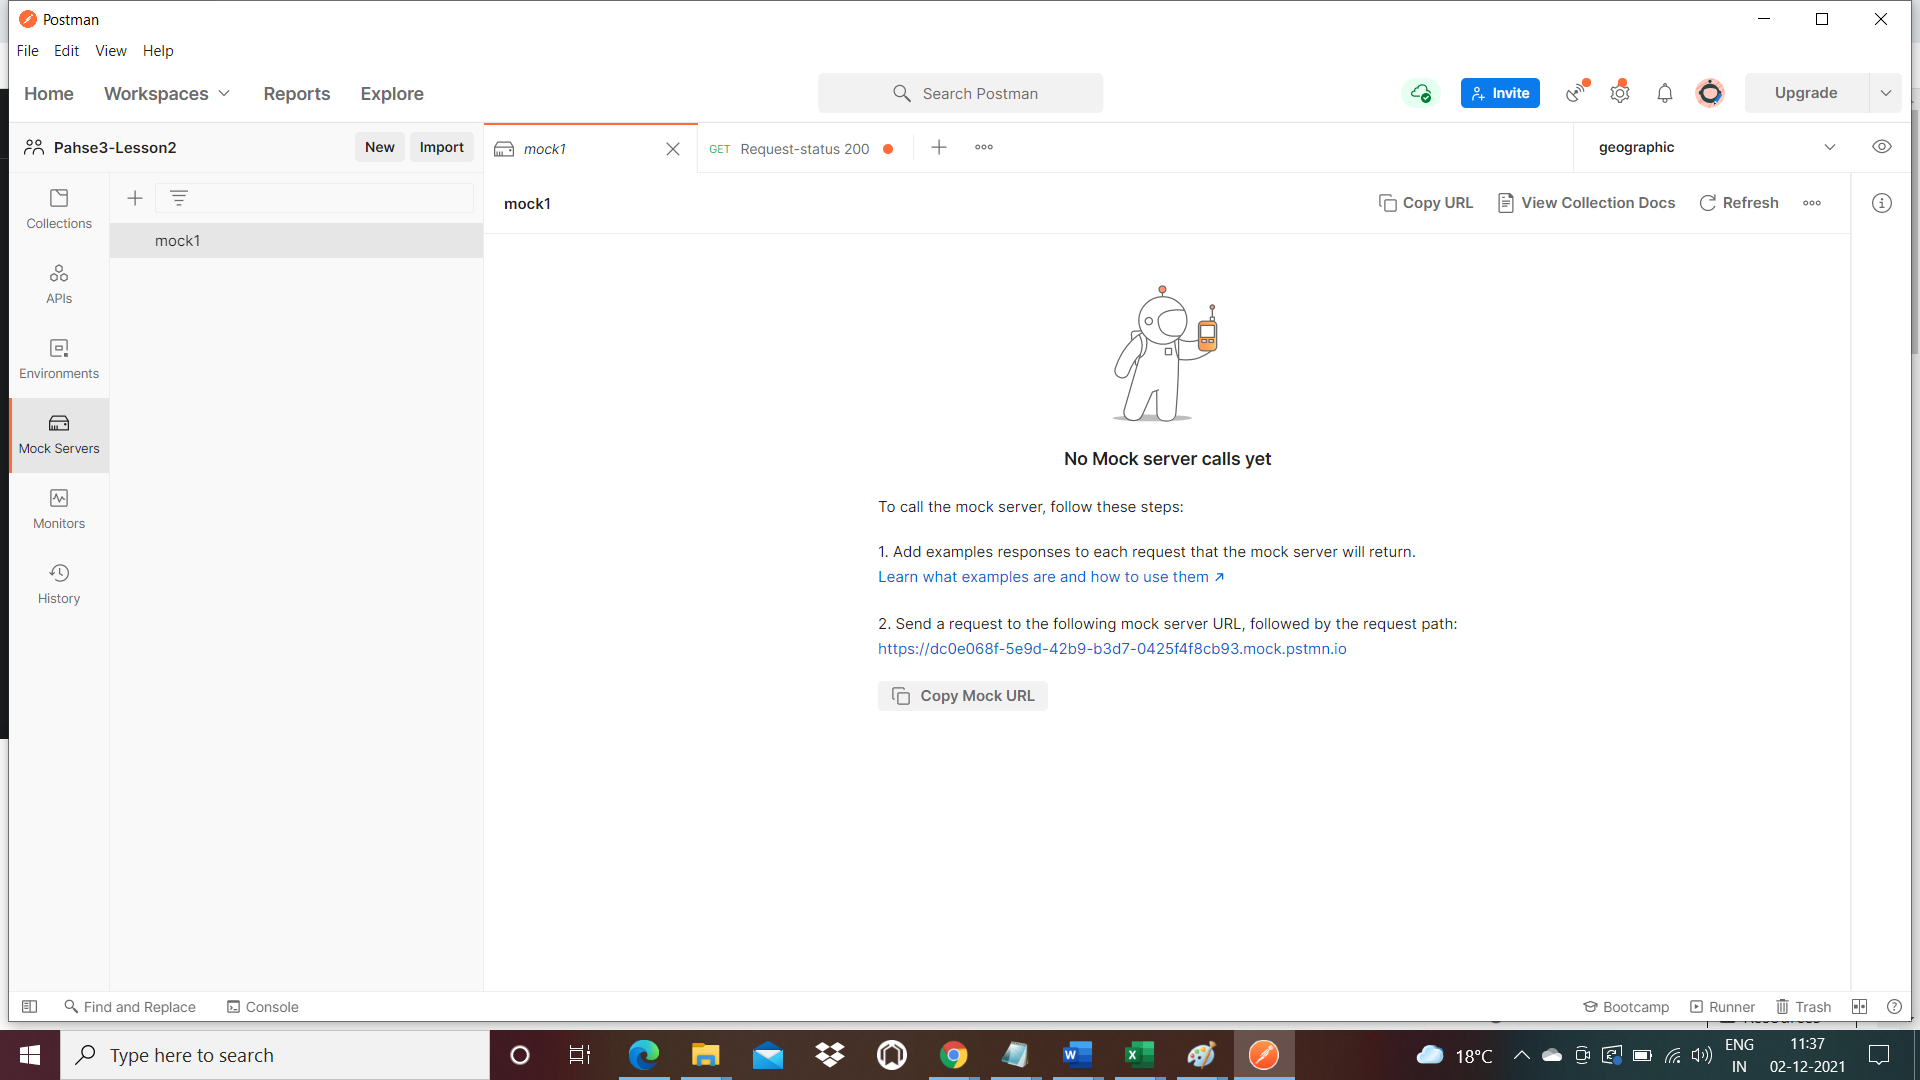 Postman
File Edit View Help
Home Workspaces Reports Explore
Search Postman
Invite
Upgrade
Pahse3-Lesson2
New Import
mock1
GET Request-status 200
geographic
Collections
APIs
Environments
Mock Servers
Monitors
History
mock1
mock1
Copy URL View Collection Docs Refresh
No Mock server calls yet
To call the mock server, follow these steps:
1. Add examples responses to each request that the mock server will return.
Learn what examples are and how to use them ↗
2. Send a request to the following mock server URL, followed by the request path:
https://dc0e068f-5e9d-42b9-b3d7-0425f4f8cb93.mock.pstmn.io
Copy Mock URL
Find and Replace Console
Bootcamp Runner Trash
Type here to search
18°C
ENG
IN
11:37
02-12-2021